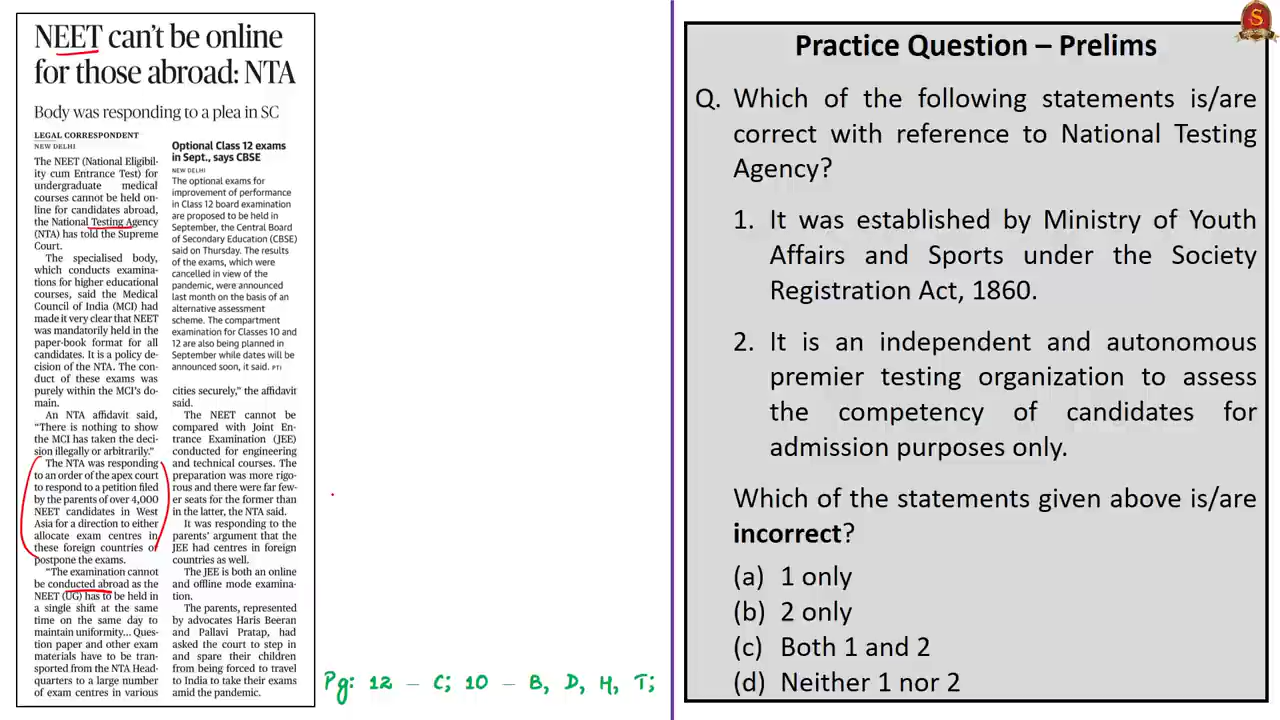 NEET can't be online
for those abroad: NTA
Body was responding to a plea in SC
LEGAL CORRESPONDENT
NEW DELHI
The NEET (National Eligibil-
ity cum Entrance Test) for
undergraduate medical
courses cannot be held on-
line for candidates abroad,
the National Testing Agency
(NTA) has told the Supreme
Court.
The specialised body,
which conducts examina-
tions for higher educational
courses, said the Medical
Council of India (MCI) had
made it very clear that NEET
was mandatorily held in the
paper-book format for all
candidates. It is a policy de-
cision of the NTA. The con-
duct of these exams was
purely within the MCI's do-
main.
An NTA affidavit said,
"There is nothing to show
the MCI has taken the deci-
sion illegally or arbitrarily."
The NTA was responding
to an order of the apex court
to respond to a petition filed
by the parents of over 4,000
NEET candidates in West
Asia for a direction to either
allocate exam centres in
these foreign countries or
postpone the exams.
"The examination cannot
be conducted abroad as the
NEET (UG) has to be held in
a single shift at the same
time on the same day to
maintain uniformity... Ques-
tion paper and other exam
materials have to be tran-
sported from the NTA Head-
quarters to a large number
of exam centres in various
Optional Class 12 exams
in Sept., says CBSE
NEW DELHI
The optional exams for
improvement of performance
in Class 12 board examination
are proposed to be held in
September, the Central Board
of Secondary Education (CBSE)
said on Thursday. The results
of the exams, which were
cancelled in view of the
pandemic, were announced
last month on the basis of an
alternative assessment
scheme. The compartment
examination for Classes 10 and
12 are also being planned in
September while dates will be
announced soon, it said. PTI
cities securely," the affidavit
said.
The NEET cannot be
compared with Joint En-
trance Examination (JEE)
conducted for engineering
and technical courses. The
preparation was more rigo-
rous and there were far few-
er seats for the former than
in the latter, the NTA said.
It was responding to the
parents' argument that the
JEE had centres in foreign
countries as well.
The JEE is both an online
and offline mode examina-
tion.
The parents, represented
by advocates Haris Beeran
and Pallavi Pratap, had
asked the court to step in
and spare their children
from being forced to travel
to India to take their exams
amid the pandemic.
Pg: 12 - C; 10 - B, D, H, T;
Practice Question – Prelims
Q. Which of the following statements is/are
correct with reference to National Testing
Agency?
1. It was established by Ministry of Youth
Affairs and Sports under the Society
Registration Act, 1860.
2. It is an independent and autonomous
premier testing organization to assess
the competency of candidates for
admission purposes only.
Which of the statements given above is/are
incorrect?
(a) 1 only
(b) 2 only
(c) Both 1 and 2
(d) Neither 1 nor 2